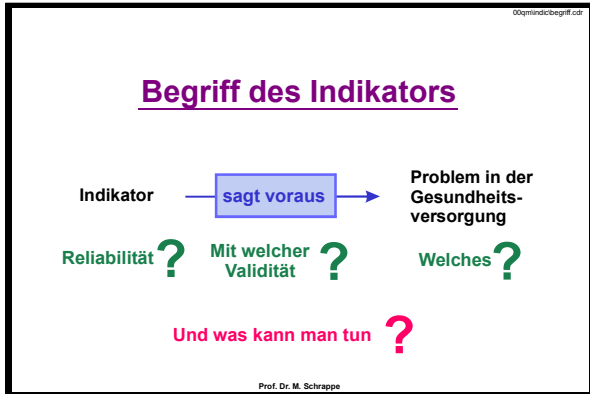 00qm\indic\begriff.cdr
Begriff des Indikators
Indikator
sagt voraus
Problem in der
Gesundheits-
versorgung
Reliabilität ?
Mit welcher
Validität ?
Welches ?
Und was kann man tun ?
Prof. Dr. M. Schrappe